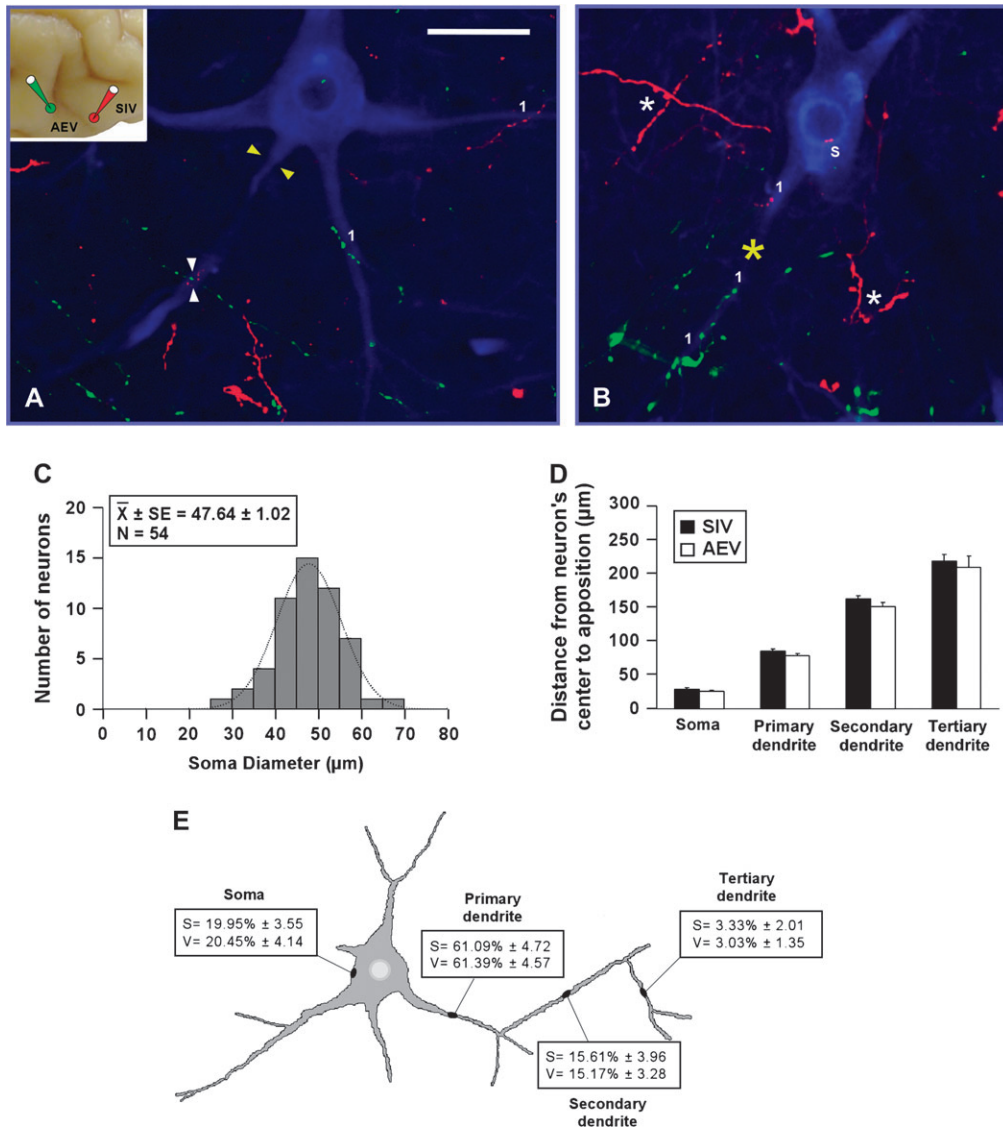 AEV
SIV
1
1
A
*
S
1
*
1
*
1
B
C
Number of neurons
20
15
10
5
0
X̄ ± SE = 47.64 ± 1.02
N = 54
0 10 20 30 40 50 60 70 80
Soma Diameter (µm)
D
Distance from neuron's
center to apposition (µm)
300
250
200
150
100
50
0
SIV
AEV
Soma
Primary
dendrite
Secondary
dendrite
Tertiary
dendrite
E
Soma
S= 19.95% ± 3.55
V= 20.45% ± 4.14
Primary
dendrite
S= 61.09% ± 4.72
V= 61.39% ± 4.57
Tertiary
dendrite
S= 3.33% ± 2.01
V= 3.03% ± 1.35
S= 15.61% ± 3.96
V= 15.17% ± 3.28
Secondary
dendrite